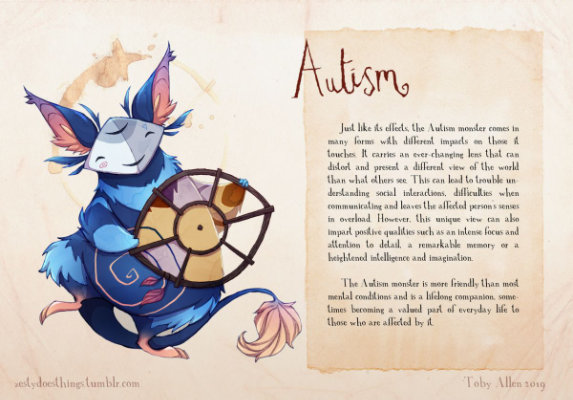 Autism
Just like its effects, the Autism monster comes in
many forms with different impacts on those it
touches. It carries an ever-changing lens that can
distort and present a different view of the world
than what others see. This can lead to trouble un-
derstanding social interactions, difficulties when
communicating and leaves the affected person's senses
in overload. However, this unique view can also
impart positive qualities such as an intense focus and
attention to detail, a remarkable memory or a
heightened intelligence and imagination.
The Autism monster is more friendly than most
mental conditions and is a lifelong companion, some-
times becoming a valued part of everyday life to
those who are affected by it.
zestydoesthings.tumblr.com
Toby Allen 2019